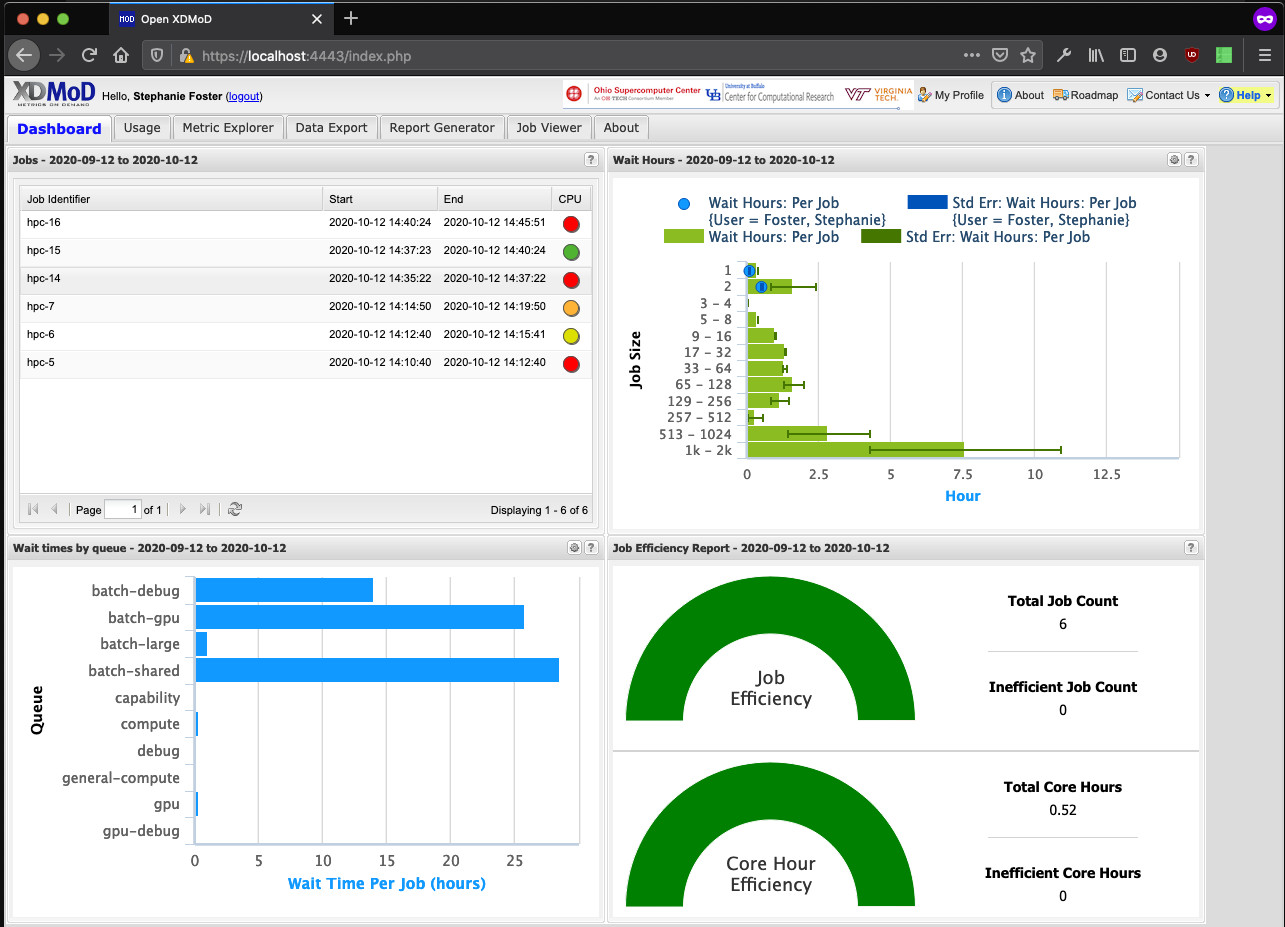 MOD Open XDMoD
https://localhost:4443/index.php
XDMoD
METRICS ON DEMAND
Hello, Stephanie Foster (logout)
Ohio Supercomputer Center
An OH·TECH Consortium Member
UB University at Buffalo
Center for Computational Research
VT VIRGINIA TECH.
My Profile
About
Roadmap
Contact Us
Help
Dashboard
Usage
Metric Explorer
Data Export
Report Generator
Job Viewer
About
Jobs - 2020-09-12 to 2020-10-12
?
Job Identifier Start End CPU
hpc-16 2020-10-12 14:40:24 2020-10-12 14:45:51
hpc-15 2020-10-12 14:37:23 2020-10-12 14:40:24
hpc-14 2020-10-12 14:35:22 2020-10-12 14:37:22
hpc-7 2020-10-12 14:14:50 2020-10-12 14:19:50
hpc-6 2020-10-12 14:12:40 2020-10-12 14:15:41
hpc-5 2020-10-12 14:10:40 2020-10-12 14:12:40
Page 1 of 1
Displaying 1 - 6 of 6
Wait Hours - 2020-09-12 to 2020-10-12
?
Wait Hours: Per Job
{User = Foster, Stephanie}
Std Err: Wait Hours: Per Job
{User = Foster, Stephanie}
Wait Hours: Per Job
Std Err: Wait Hours: Per Job
Job Size
1
2
3 - 4
5 - 8
9 - 16
17 - 32
33 - 64
65 - 128
129 - 256
257 - 512
513 - 1024
1k - 2k
0 2.5 5 7.5 10 12.5
Hour
Wait times by queue - 2020-09-12 to 2020-10-12
?
Queue
batch-debug
batch-gpu
batch-large
batch-shared
capability
compute
debug
general-compute
gpu
gpu-debug
0 5 10 15 20 25
Wait Time Per Job (hours)
Job Efficiency Report - 2020-09-12 to 2020-10-12
?
Job
Efficiency
Total Job Count
6
Inefficient Job Count
0
Core Hour
Efficiency
Total Core Hours
0.52
Inefficient Core Hours
0